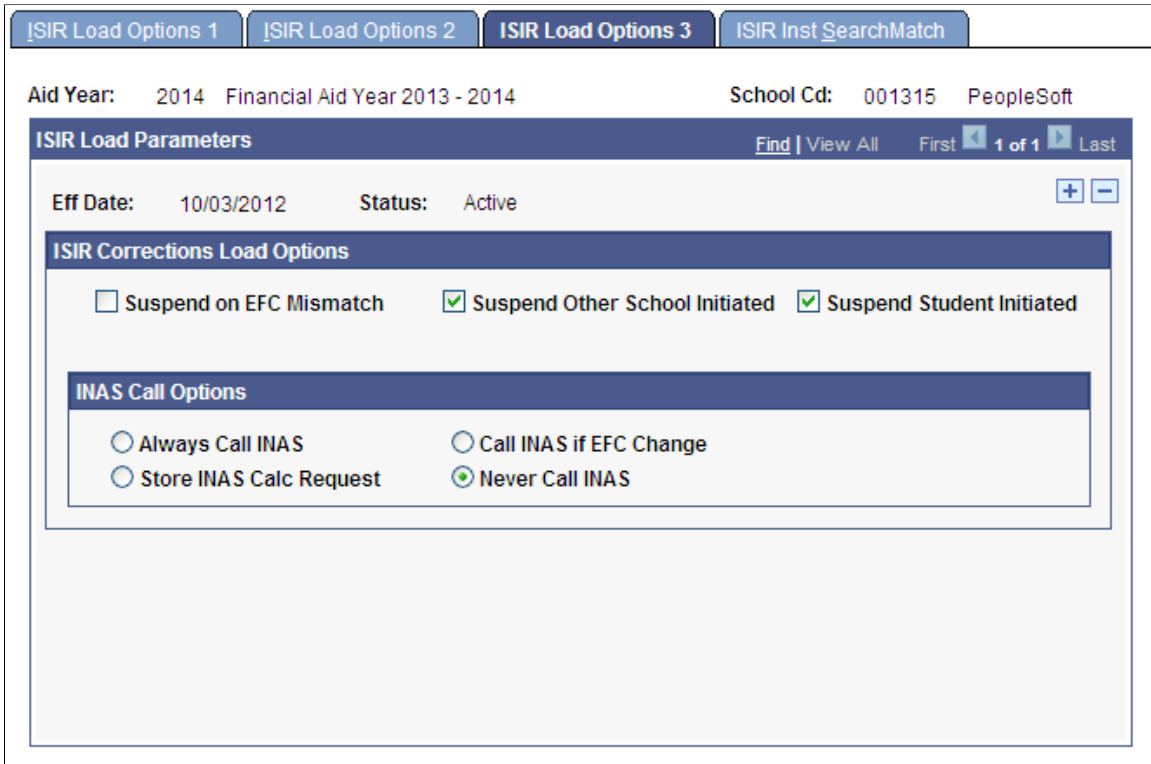 ISIR Load Options 1 ISIR Load Options 2 ISIR Load Options 3 ISIR Inst SearchMatch
Aid Year: 2014 Financial Aid Year 2013 - 2014 School Cd: 001315 PeopleSoft
ISIR Load Parameters Find | View All First 1 of 1 Last
Eff Date: 10/03/2012 Status: Active
ISIR Corrections Load Options
Suspend on EFC Mismatch Suspend Other School Initiated Suspend Student Initiated
INAS Call Options
Always Call INAS Call INAS if EFC Change
Store INAS Calc Request Never Call INAS